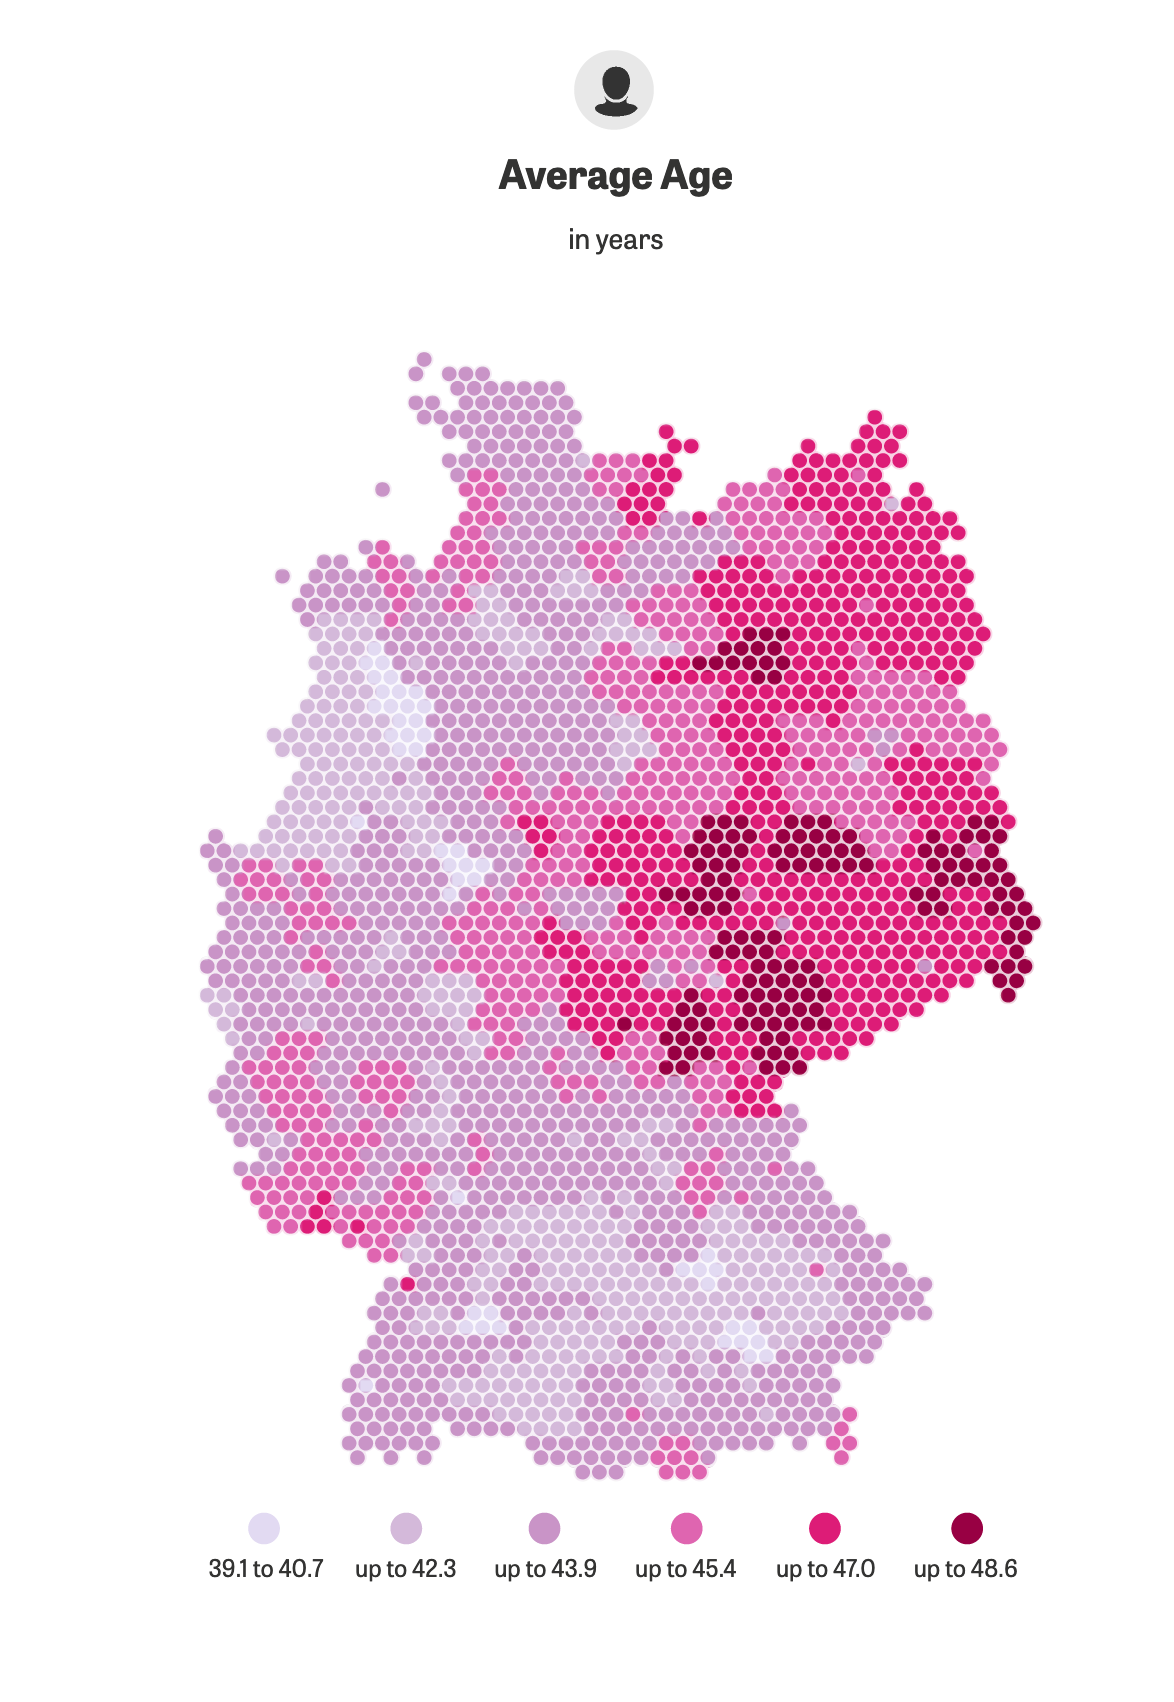 Average Age
in years
39.1 to 40.7
up to 42.3
up to 43.9
up to 45.4
up to 47.0
up to 48.6